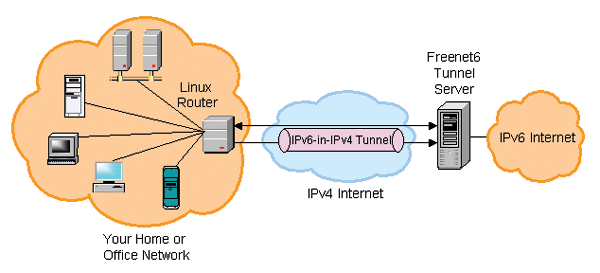 Linux
Router
Freenet6
Tunnel
Server
IPv6-in-IPv4 Tunnel
IPv6 Internet
IPv4 Internet
Your Home or
Office Network